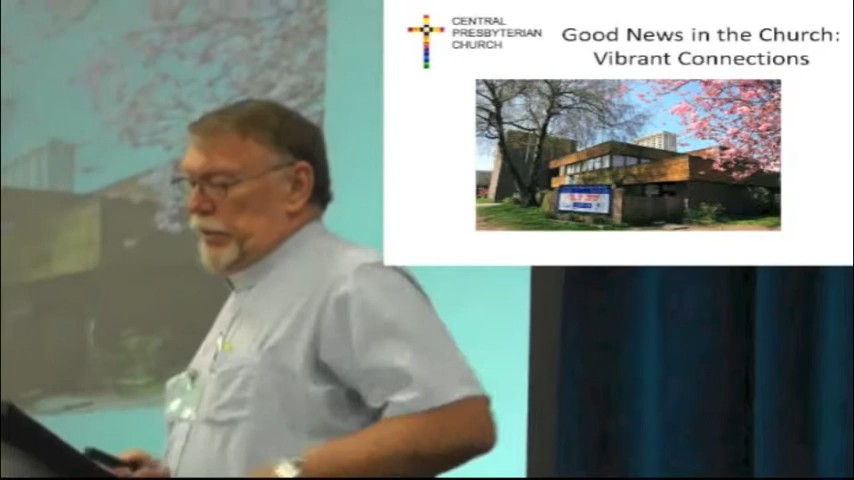 CENTRAL
PRESBYTERIAN
CHURCH
Good News in the Church:
Vibrant Connections